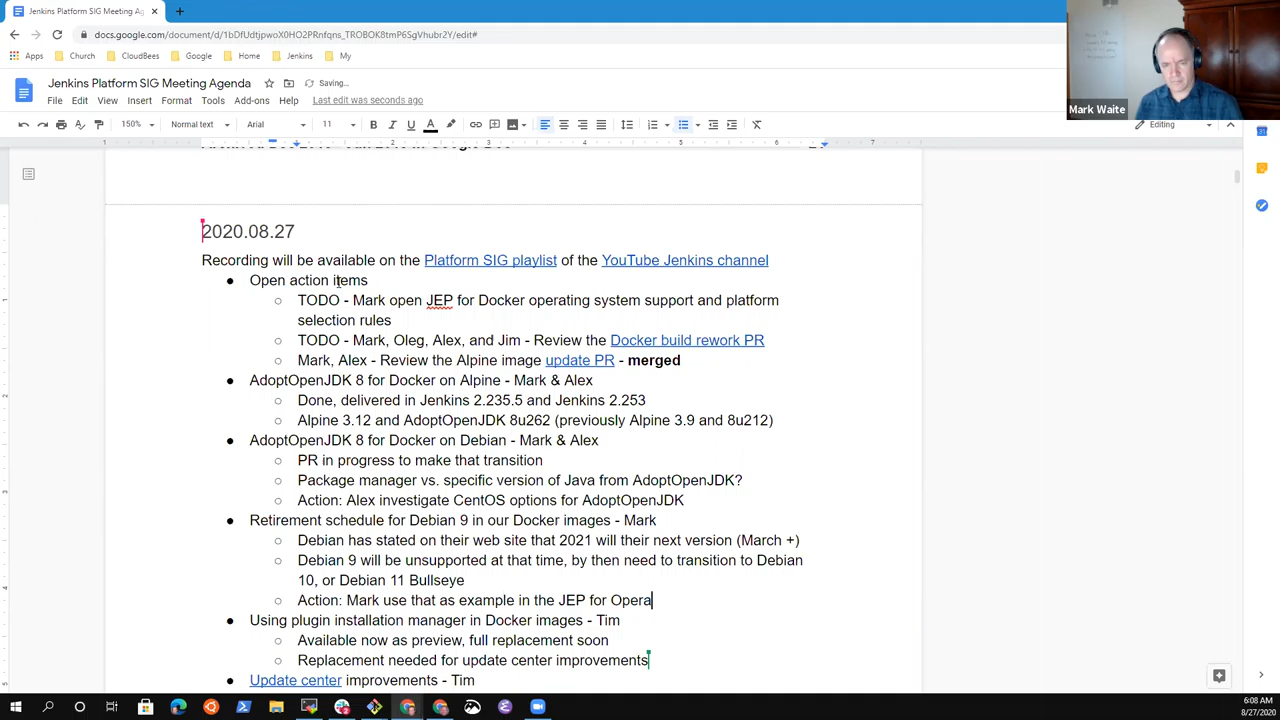 Jenkins Platform SIG Meeting Ag
docs.google.com/document/d/1bDfUdtjpwoX0HO2PRnfqns_TROBOK8tmP6SgVhubr2Y/edit#
Apps Church CloudBees Google Home Jenkins My
Mark Waite
Jenkins Platform SIG Meeting Agenda Saving...
File Edit View Insert Format Tools Add-ons Help Last edit was seconds ago
150% Normal text Arial 11 B I U A Editing
1 1 2 3 4 5 6 7
2020.08.27
Recording will be available on the Platform SIG playlist of the YouTube Jenkins channel
● Open action items
○ TODO - Mark open JEP for Docker operating system support and platform
selection rules
○ TODO - Mark, Oleg, Alex, and Jim - Review the Docker build rework PR
○ Mark, Alex - Review the Alpine image update PR - merged
● AdoptOpenJDK 8 for Docker on Alpine - Mark & Alex
○ Done, delivered in Jenkins 2.235.5 and Jenkins 2.253
○ Alpine 3.12 and AdoptOpenJDK 8u262 (previously Alpine 3.9 and 8u212)
● AdoptOpenJDK 8 for Docker on Debian - Mark & Alex
○ PR in progress to make that transition
○ Package manager vs. specific version of Java from AdoptOpenJDK?
○ Action: Alex investigate CentOS options for AdoptOpenJDK
● Retirement schedule for Debian 9 in our Docker images - Mark
○ Debian has stated on their web site that 2021 will their next version (March +)
○ Debian 9 will be unsupported at that time, by then need to transition to Debian
10, or Debian 11 Bullseye
○ Action: Mark use that as example in the JEP for Opera
● Using plugin installation manager in Docker images - Tim
○ Available now as preview, full replacement soon
○ Replacement needed for update center improvements
● Update center improvements - Tim
6:08 AM
8/27/2020